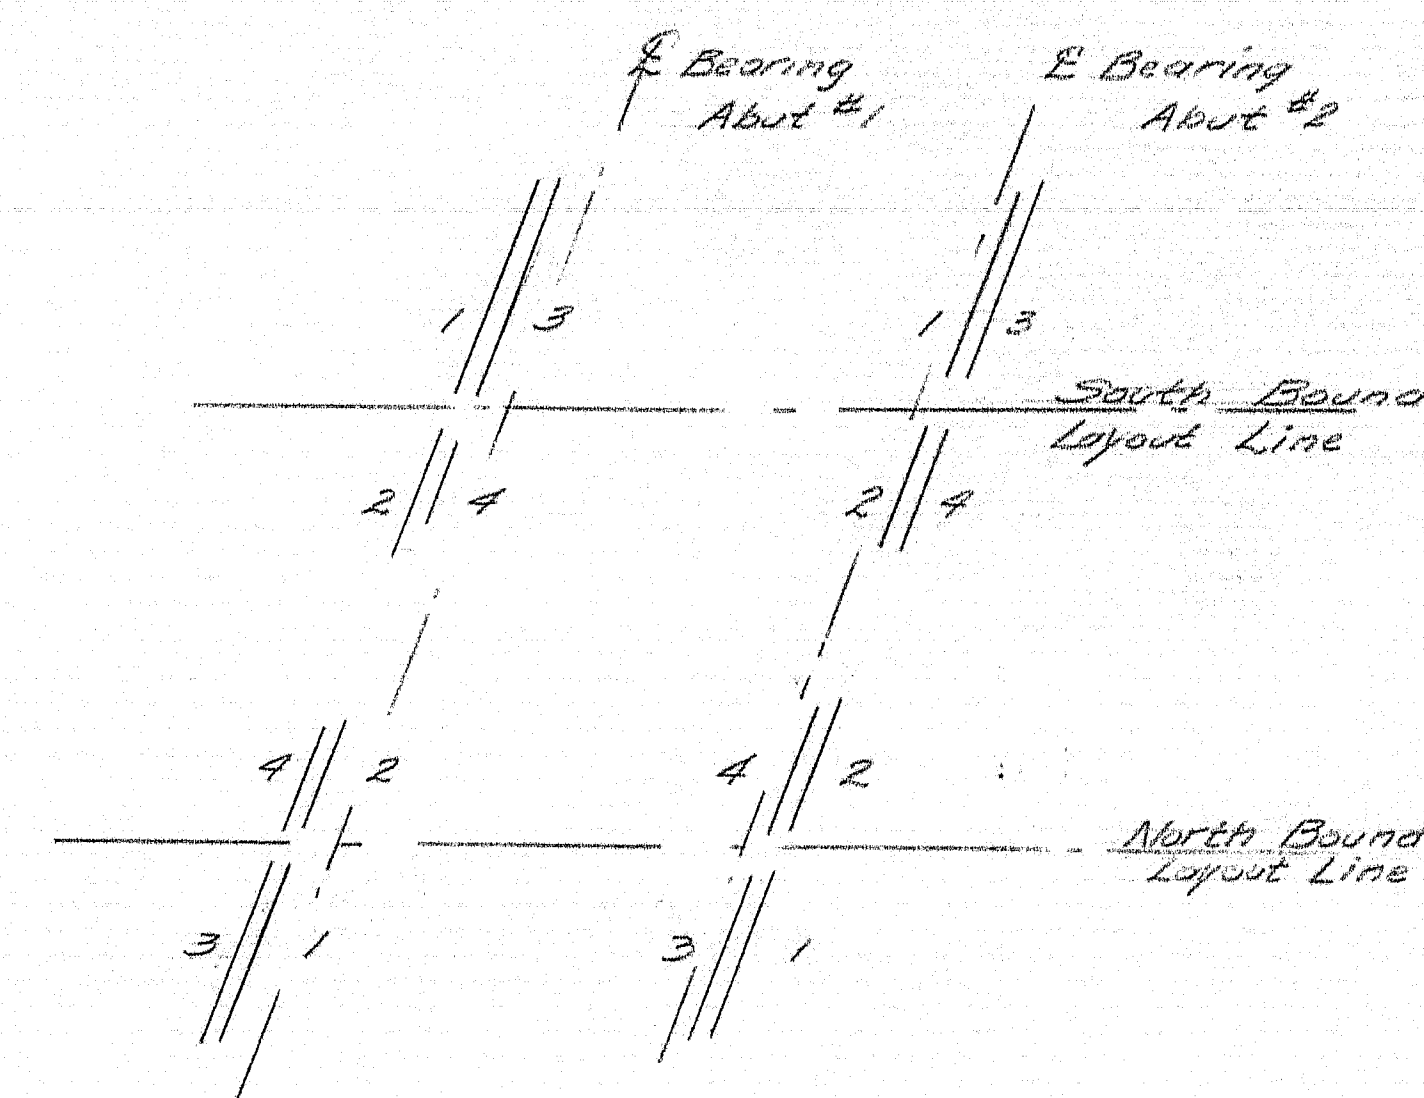 ℄ Bearing
Abut #1
℄ Bearing
Abut #2
1 3
1 3
South Bound
Layout Line
2 4
2 4
4 2
4 2
North Bound
Layout Line
3 1
3 1